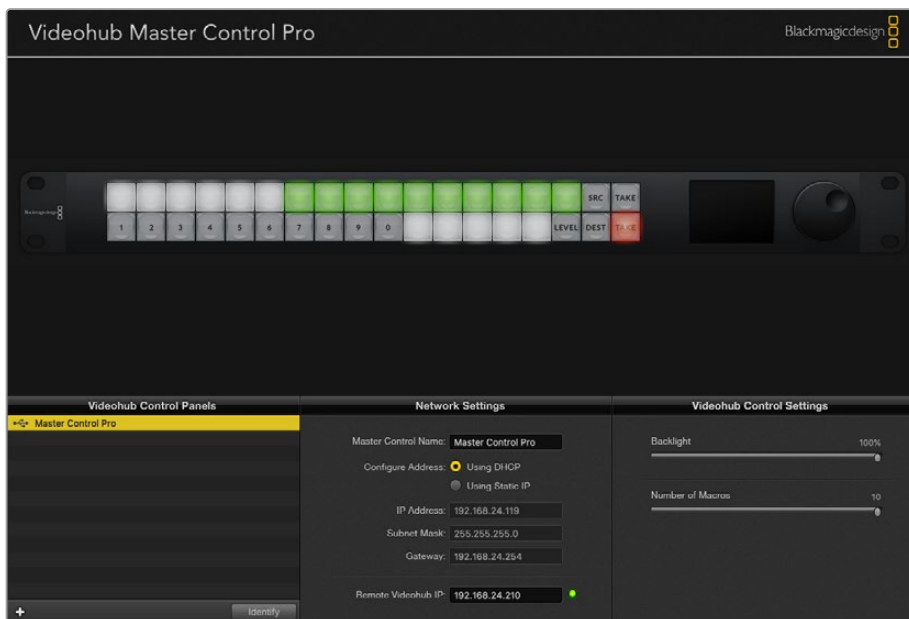 Videohub Master Control Pro
Blackmagicdesign
Blackmagicdesign
SRC TAKE
1 2 3 4 5 6 7 8 9 0 LEVEL DEST TAKE
Videohub Control Panels
Master Control Pro
Identify
Network Settings
Master Control Name: Master Control Pro
Configure Address: Using DHCP
Using Static IP
IP Address: 192.168.24.119
Subnet Mask: 255.255.255.0
Gateway: 192.168.24.254
Remote Videohub IP: 192.168.24.210
Videohub Control Settings
Backlight 100%
Number of Macros 10